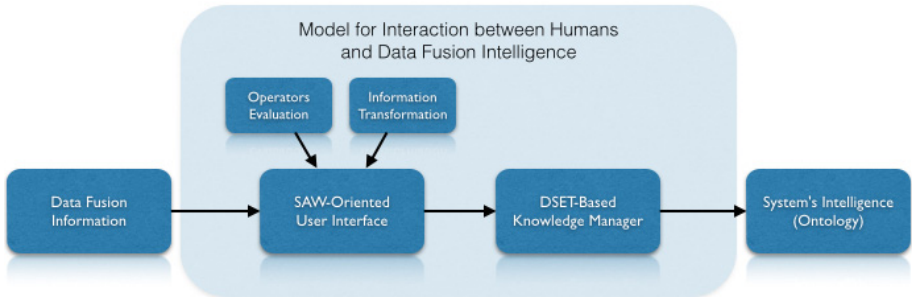 Model for Interaction between Humans
and Data Fusion Intelligence
Operators
Evaluation
Information
Transformation
Data Fusion
Information
SAW-Oriented
User Interface
DSET-Based
Knowledge Manager
System's Intelligence
(Ontology)